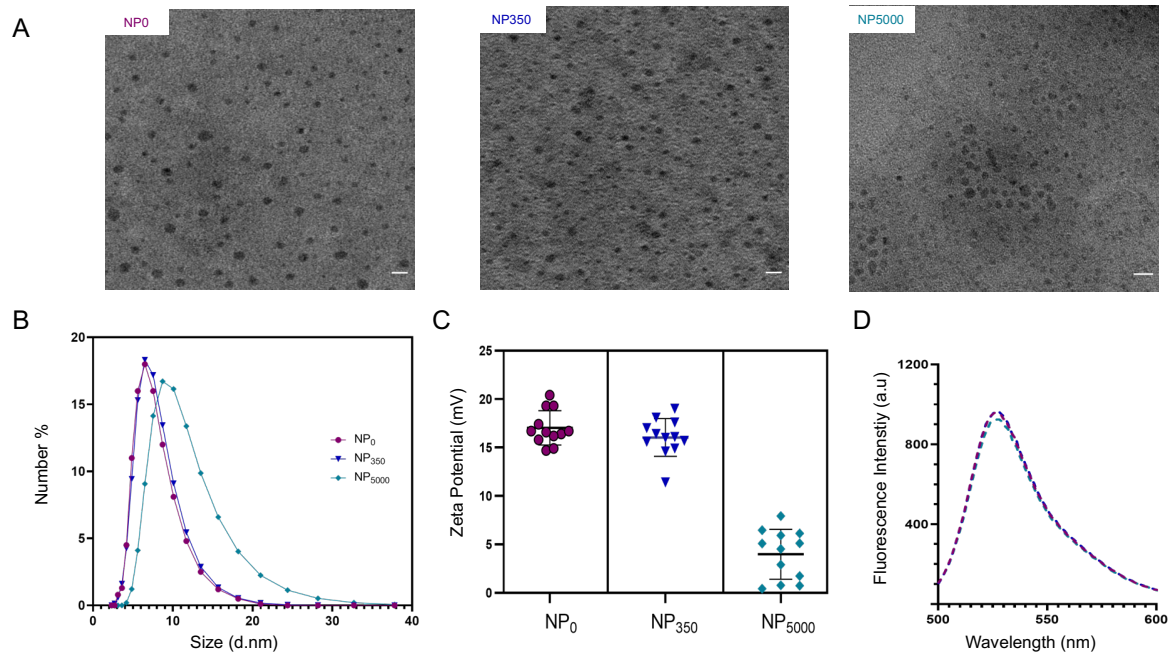 A
NP0
NP350
NP5000
B
Number %
20
15
10
5
0
0
10
20
30
40
Size (d.nm)
NP0
NP350
NP5000
C
Zeta Potential (mV)
25
20
15
10
5
0
NP0
NP350
NP5000
D
Fluorescence Intenstiy (a.u)
1200
800
400
500
550
600
Wavelength (nm)